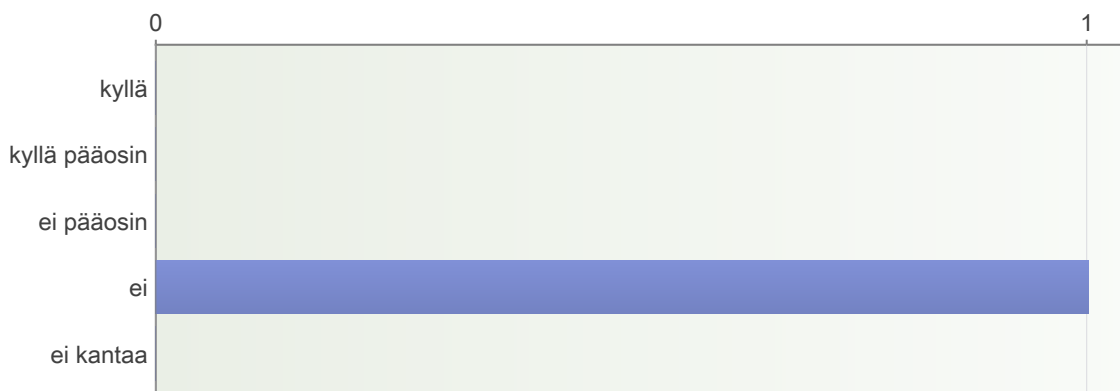 0 1
kyllä
kyllä pääosin
ei pääosin
ei
ei kantaa